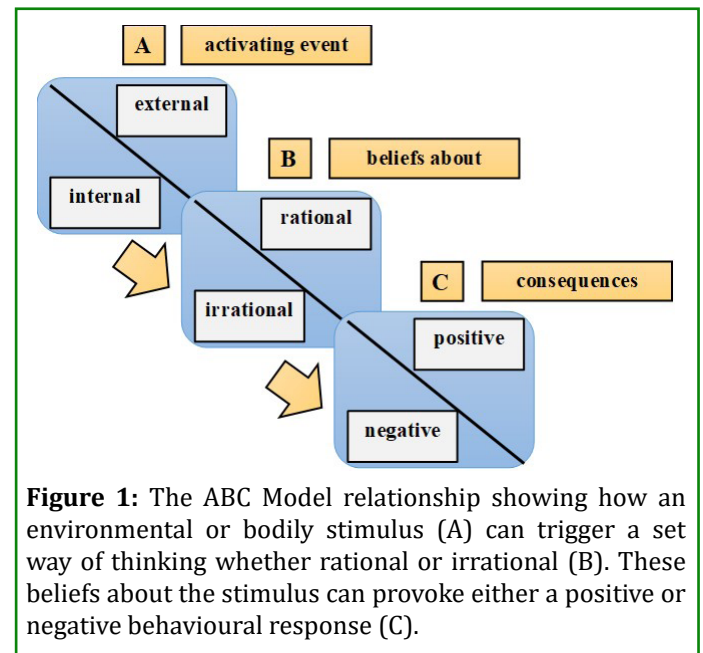 A activating event
external
internal
B beliefs about
rational
irrational
C consequences
positive
negative
Figure 1: The ABC Model relationship showing how an
environmental or bodily stimulus (A) can trigger a set
way of thinking whether rational or irrational (B). These
beliefs about the stimulus can provoke either a positive or
negative behavioural response (C).